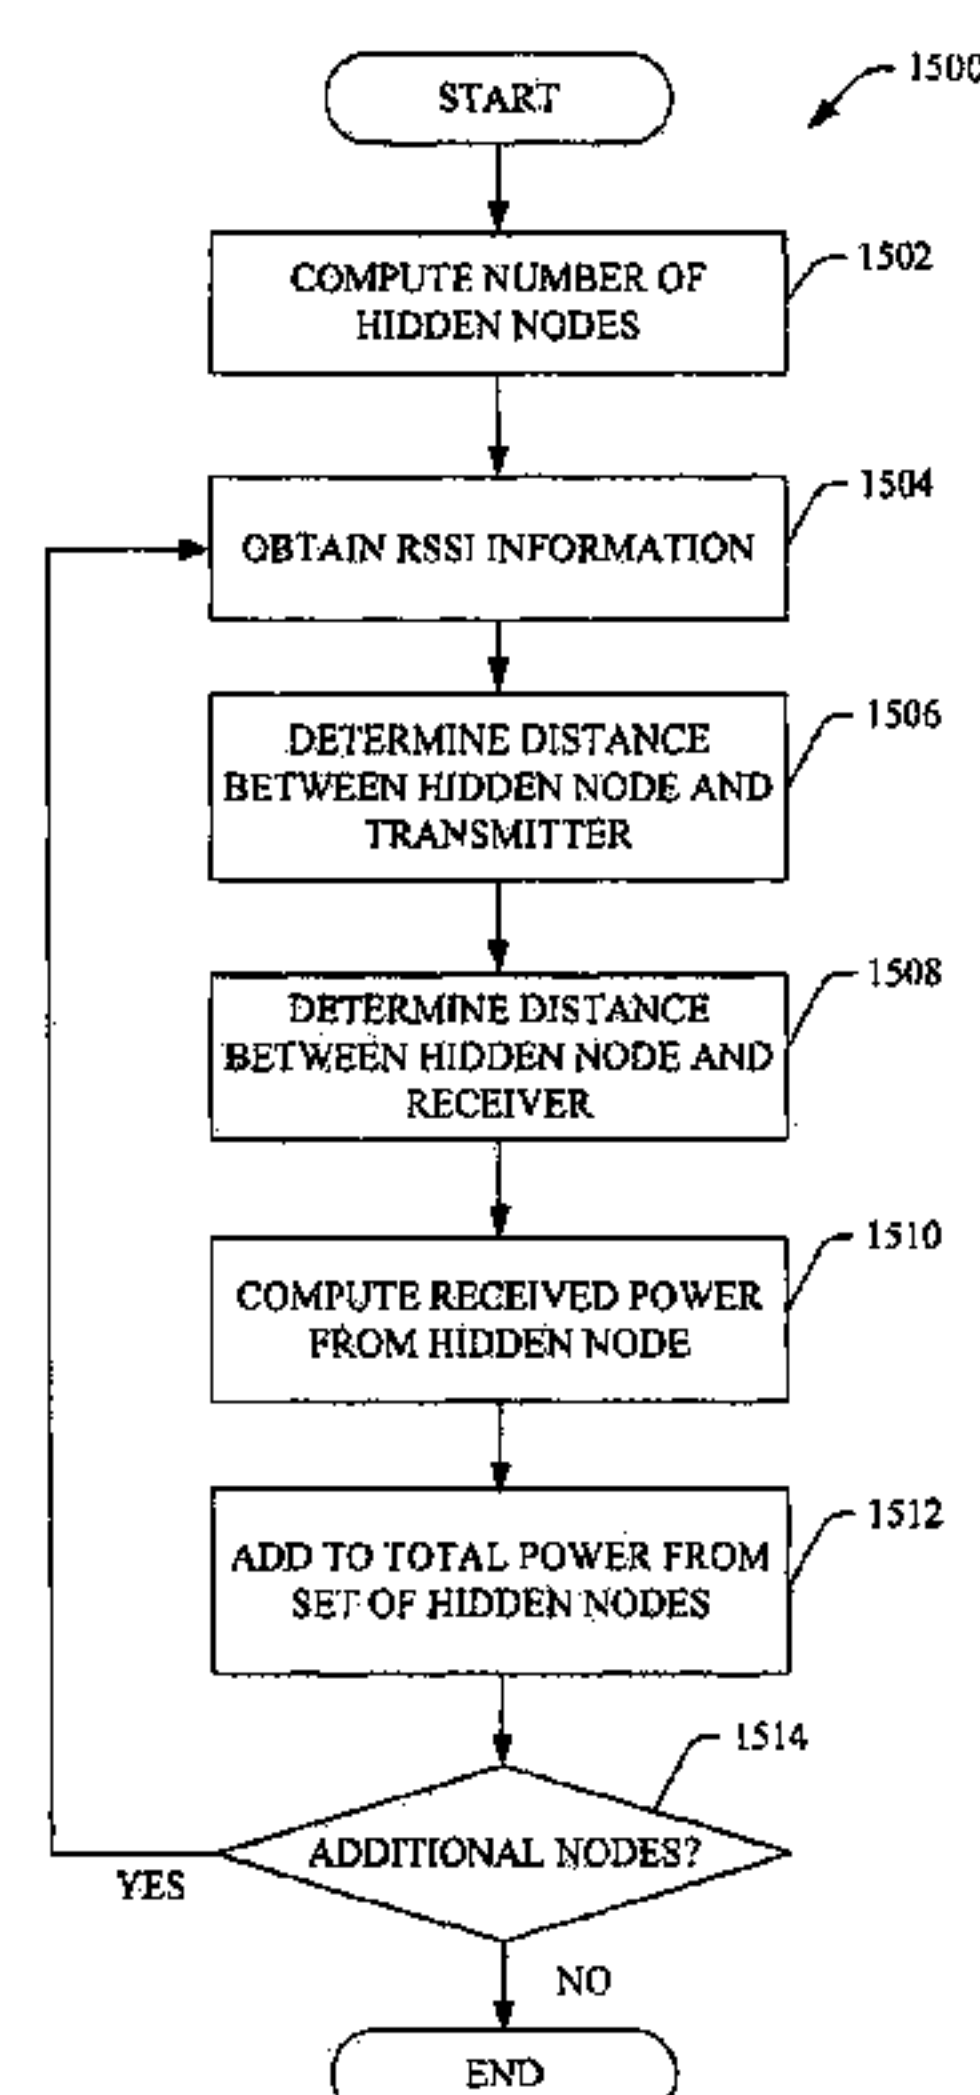 START
1500
COMPUTE NUMBER OF
HIDDEN NODES
1502
OBTAIN RSSI INFORMATION
1504
DETERMINE DISTANCE
BETWEEN HIDDEN NODE AND
TRANSMITTER
1506
DETERMINE DISTANCE
BETWEEN HIDDEN NODE AND
RECEIVER
1508
COMPUTE RECEIVED POWER
FROM HIDDEN NODE
1510
ADD TO TOTAL POWER FROM
SET OF HIDDEN NODES
1512
ADDITIONAL NODES?
1514
YES
NO
END